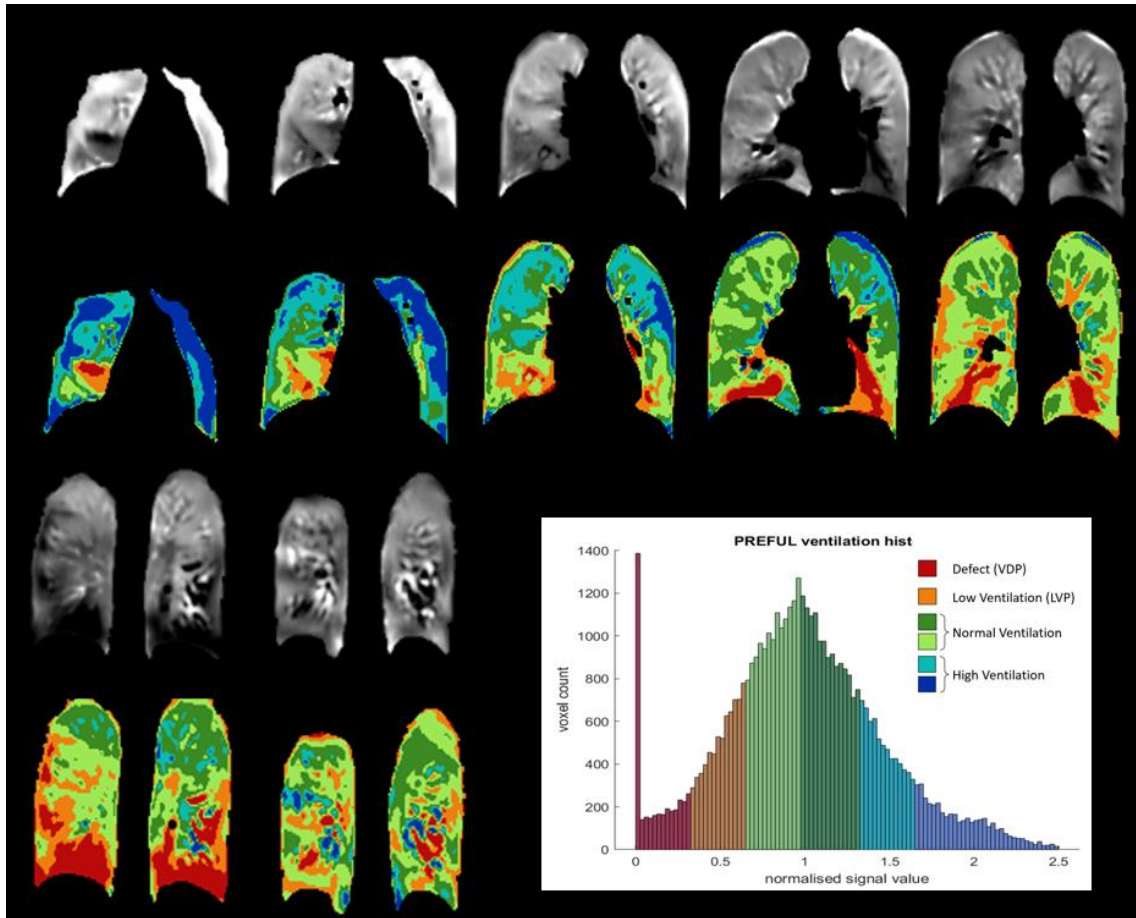 PREFUL ventilation hist
1400
1200
1000
800
600
400
200
0
voxel count
0 0.5 1 1.5 2 2.5
normalised signal value
Defect (VDP)
Low Ventilation (LVP)
Normal Ventilation
High Ventilation